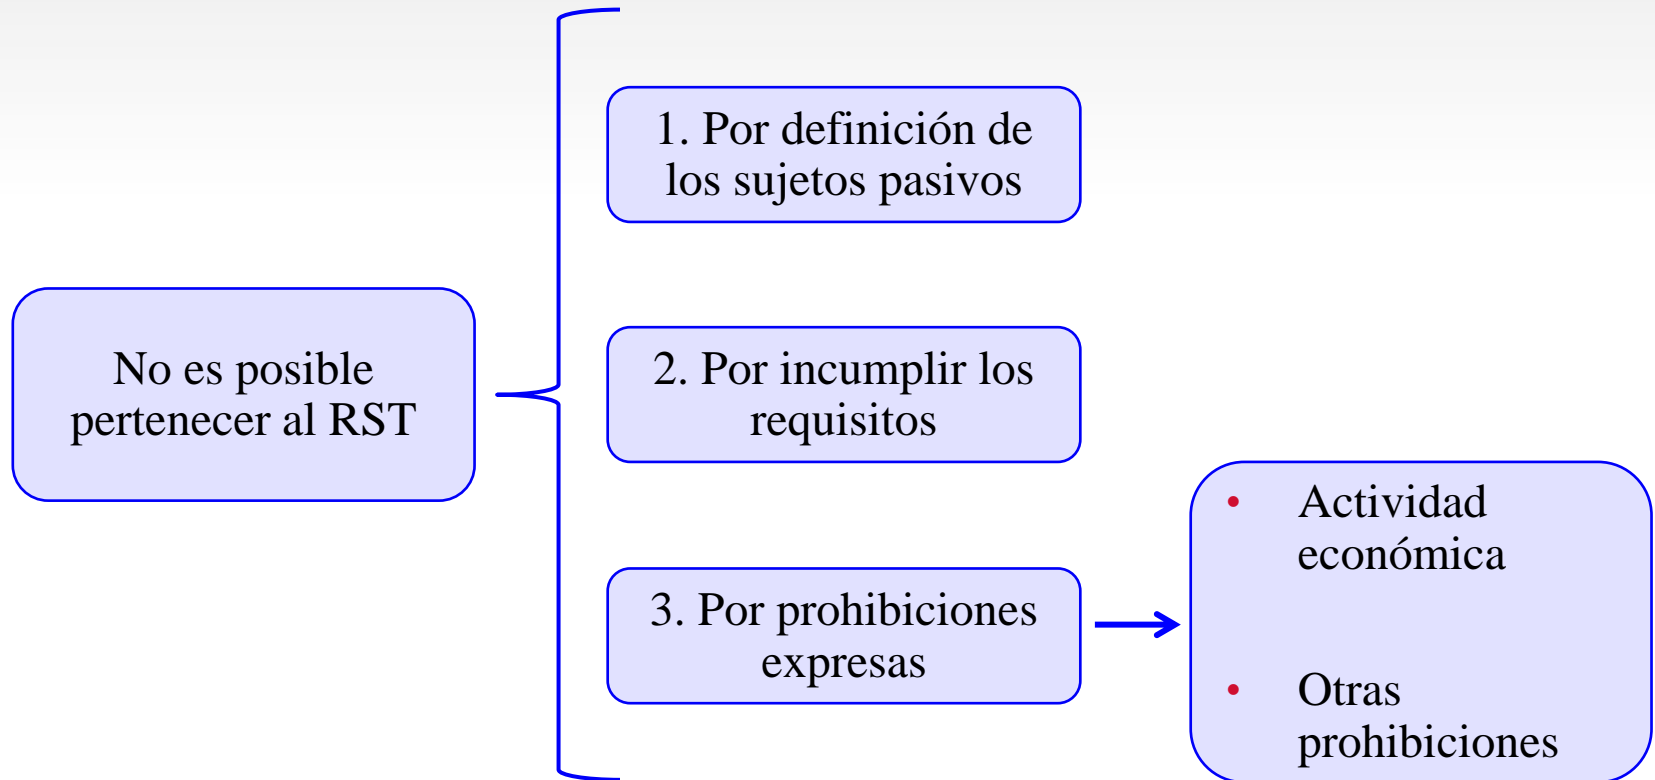 1. Por definición de
los sujetos pasivos
No es posible
pertenecer al RST
2. Por incumplir los
requisitos
3. Por prohibiciones
expresas
• Actividad
económica
• Otras
prohibiciones